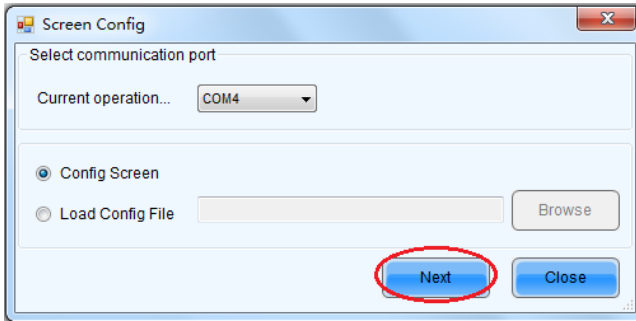 Screen Config
Select communication port
Current operation... COM4
Config Screen
Load Config File Browse
Next Close